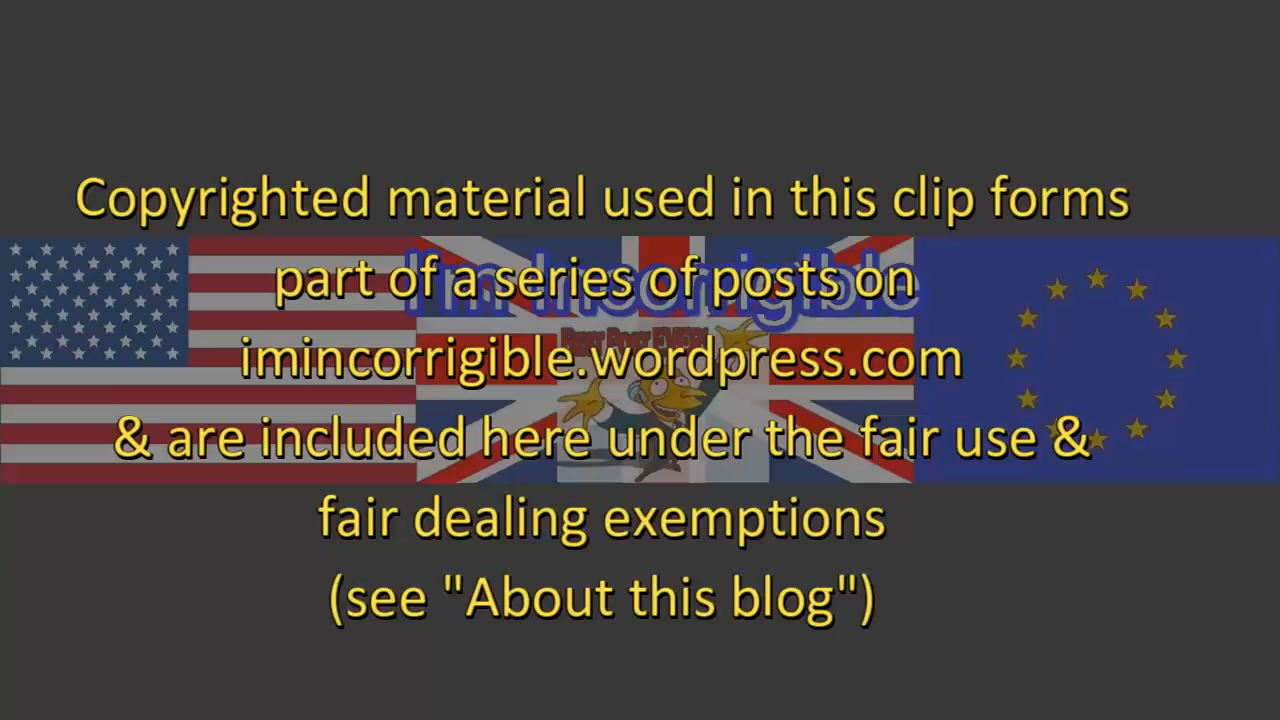 Copyrighted material used in this clip forms
part of a series of posts on
I'm Incorrigible
imincorrigible.wordpress.com
& are included here under the fair use &
fair dealing exemptions
(see "About this blog")